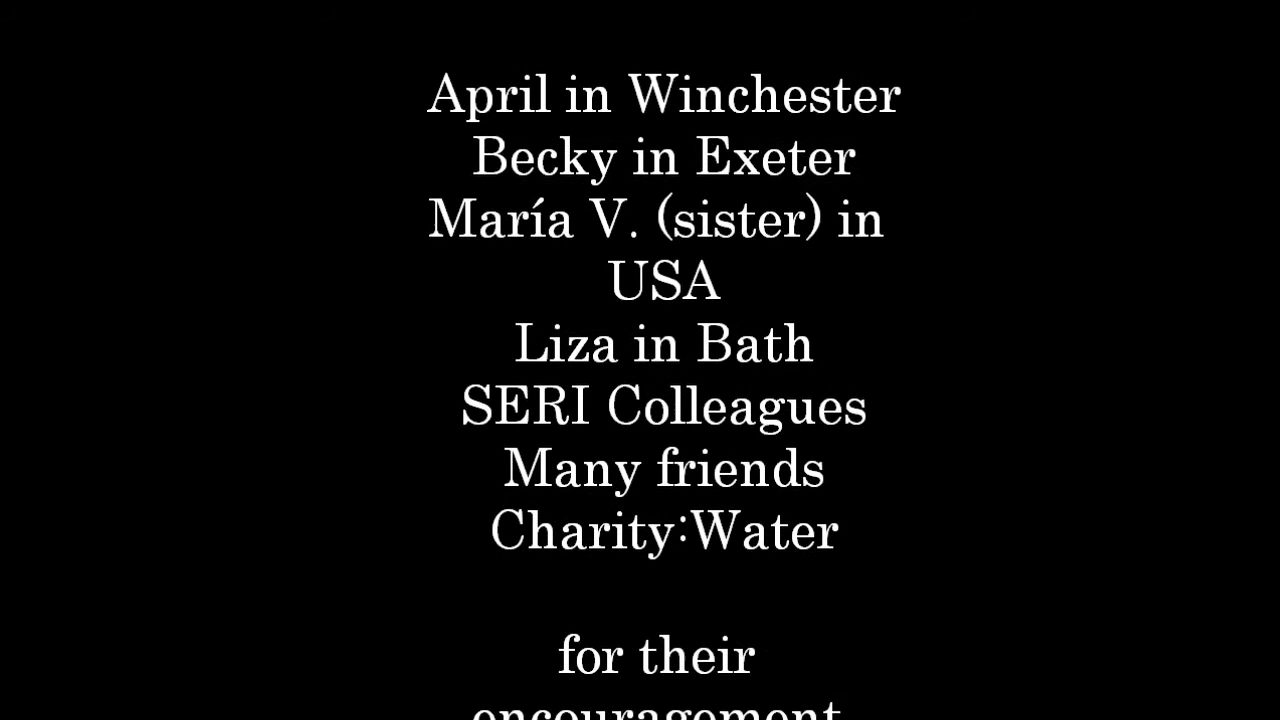 April in Winchester
Becky in Exeter
María V. (sister) in
USA
Liza in Bath
SERI Colleagues
Many friends
Charity:Water
for their
encouragement